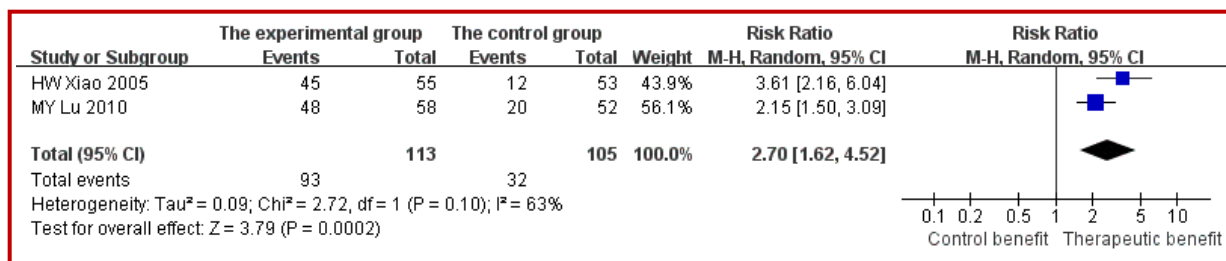 The experimental group The control group Risk Ratio Risk Ratio
Study or Subgroup Events Total Events Total Weight M-H, Random, 95% CI M-H, Random, 95% CI
HW Xiao 2005 45 55 12 53 43.9% 3.61 [2.16, 6.04]
MY Lu 2010 48 58 20 52 56.1% 2.15 [1.50, 3.09]
Total (95% CI) 113 105 100.0% 2.70 [1.62, 4.52]
Total events 93 32
Heterogeneity: Tau² = 0.09; Chi² = 2.72, df = 1 (P = 0.10); I² = 63%
Test for overall effect: Z = 3.79 (P = 0.0002)
0.1 0.2 0.5 1 2 5 10
Control benefit Therapeutic benefit